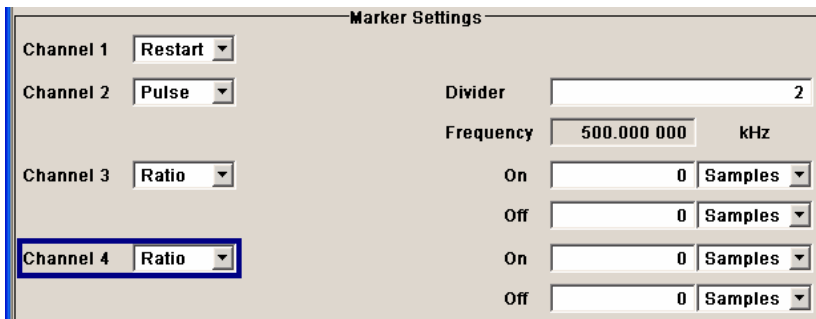 Marker Settings
Channel 1 Restart
Channel 2 Pulse Divider 2
Frequency 500.000 000 kHz
Channel 3 Ratio On 0 Samples
Off 0 Samples
Channel 4 Ratio On 0 Samples
Off 0 Samples